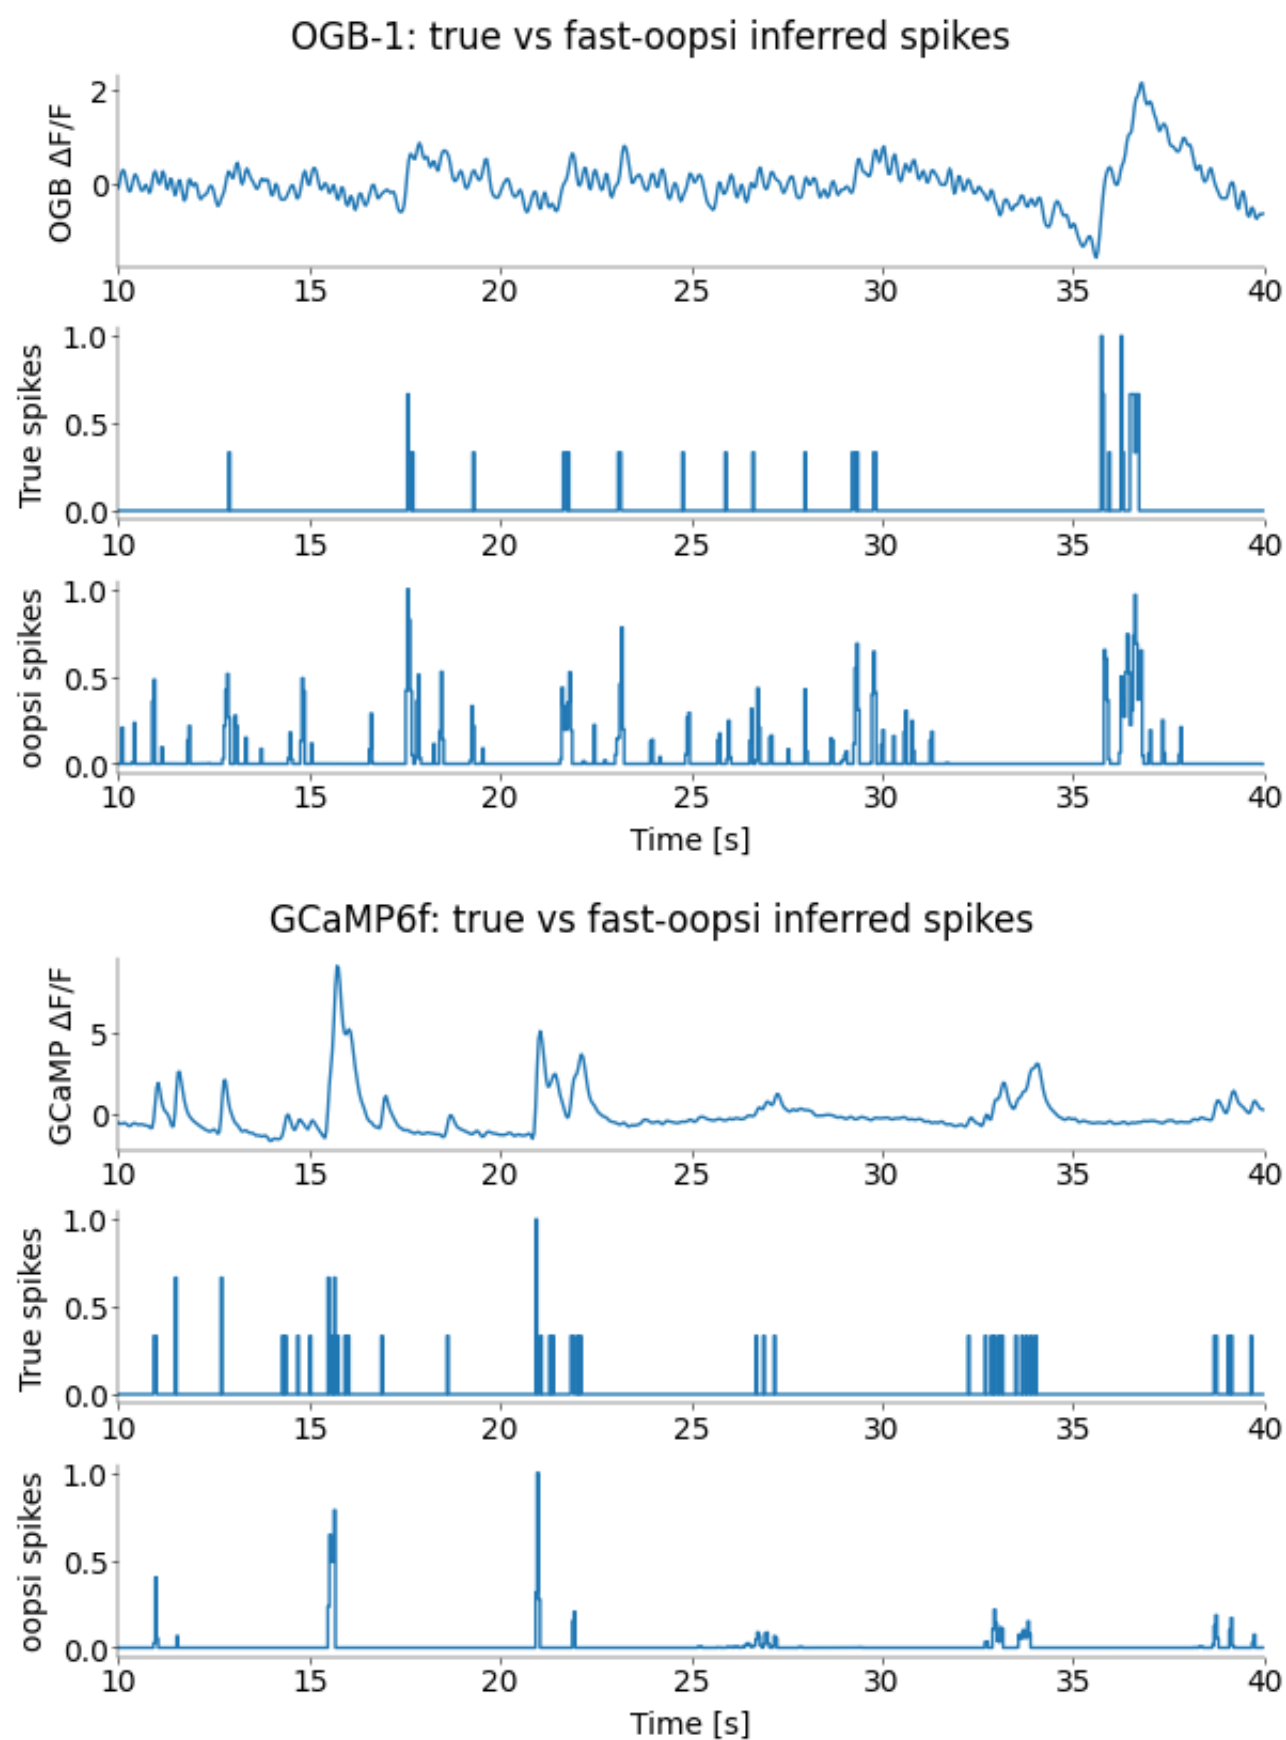 OGB-1: true vs fast-oopsi inferred spikes
OGB ΔF/F
2
0
10 15 20 25 30 35 40
True spikes
1.0
0.5
0.0
10 15 20 25 30 35 40
oopsi spikes
1.0
0.5
0.0
10 15 20 25 30 35 40
Time [s]
GCaMP6f: true vs fast-oopsi inferred spikes
GCaMP ΔF/F
5
0
10 15 20 25 30 35 40
True spikes
1.0
0.5
0.0
10 15 20 25 30 35 40
oopsi spikes
1.0
0.5
0.0
10 15 20 25 30 35 40
Time [s]